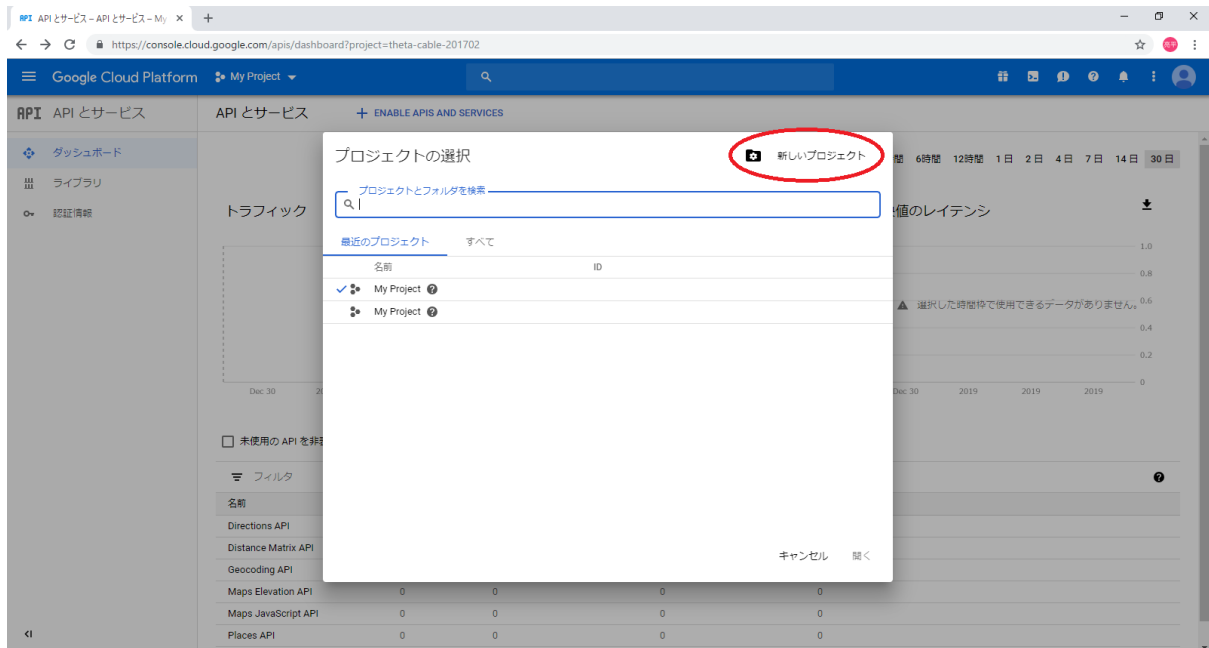 API APIとサービス – APIとサービス – My
https://console.cloud.google.com/apis/dashboard?project=theta-cable-201702
Google Cloud Platform My Project
API APIとサービス
APIとサービス + ENABLE APIS AND SERVICES
ダッシュボード
ライブラリ
認証情報
プロジェクトの選択
新しいプロジェクト
間 6時間 12時間 1日 2日 4日 7日 14日 30日
プロジェクトとフォルダを検索
トラフィック
値のレイテンシ
最近のプロジェクト すべて
名前 ID
My Project
My Project
1.0
0.8
選択した時間枠で使用できるデータがありません。
0.6
0.4
0.2
0
Dec 30 20
Dec 30 2019 2019 2019
未使用の API を非
フィルタ
名前
Directions API
Distance Matrix API
Geocoding API
キャンセル 開く
Maps Elevation API 0 0 0 0
Maps JavaScript API 0 0 0 0
Places API 0 0 0 0